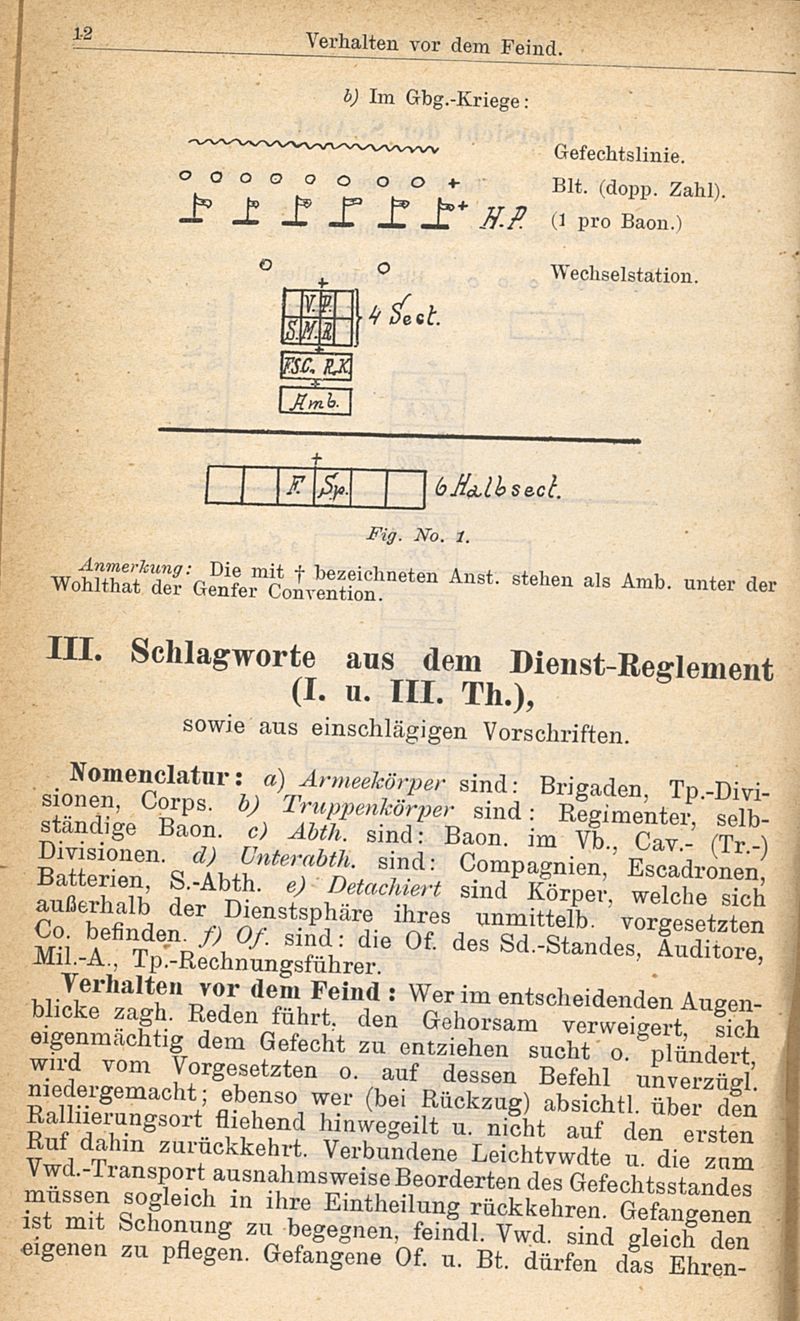 12
Verhalten vor dem Feind.
b) Im Gbg.-Kriege:
Gefechtslinie.
Blt. (dopp. Zahl).
H.P. (1 pro Baon.)
Wechselstation.
V. P.
S. M. R
4 Sect.
F.S.C. R.K
Amb.
F. Sp.
6 Halbsect.
Fig. No. 1.
Anmerkung: Die mit † bezeichneten Anst. stehen als Amb. unter der
Wohlthat der Genfer Convention.
III. Schlagworte aus dem Dienst-Reglement
(I. u. III. Th.),
sowie aus einschlägigen Vorschriften.
Nomenclatur: a) Armeekörper sind: Brigaden, Tp.-Divi-
sionen, Corps. b) Truppenkörper sind: Regimenter, selb-
ständige Baon. c) Abth. sind: Baon. im Vb., Cav.- (Tr.-)
Divisionen. d) Unterabth. sind: Compagnien, Escadronen,
Batterien, S.-Abth. e) Detachiert sind Körper, welche sich
außerhalb der Dienstsphäre ihres unmittelb. vorgesetzten
Co. befinden. f) Of. sind: die Of. des Sd.-Standes, Auditore,
Mil.-A., Tp.-Rechnungsführer.
Verhalten vor dem Feind: Wer im entscheidenden Augen-
blicke zagh. Reden führt, den Gehorsam verweigert, sich
eigenmächtig dem Gefecht zu entziehen sucht o. plündert,
wird vom Vorgesetzten o. auf dessen Befehl unverzügl.
niedergemacht; ebenso wer (bei Rückzug) absichtl. über den
Ralliierungsort fliehend hinwegeilt u. nicht auf den ersten
Ruf dahin zurückkehrt. Verbundene Leichtvwdte u. die zum
Vwd.-Transport ausnahmsweise Beorderten des Gefechtsstandes
müssen sogleich in ihre Eintheilung rückkehren. Gefangenen
ist mit Schonung zu begegnen, feindl. Vwd. sind gleich den
eigenen zu pflegen. Gefangene Of. u. Bt. dürfen das Ehren-